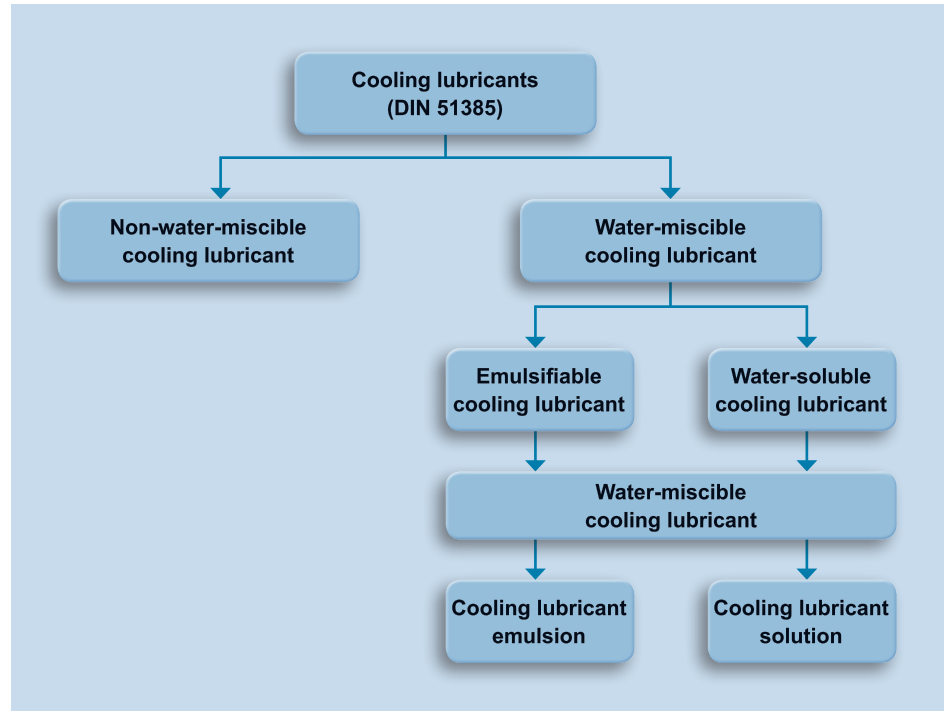 Cooling lubricants
(DIN 51385)
Non-water-miscible
cooling lubricant
Water-miscible
cooling lubricant
Emulsifiable
cooling lubricant
Water-soluble
cooling lubricant
Water-miscible
cooling lubricant
Cooling lubricant
emulsion
Cooling lubricant
solution